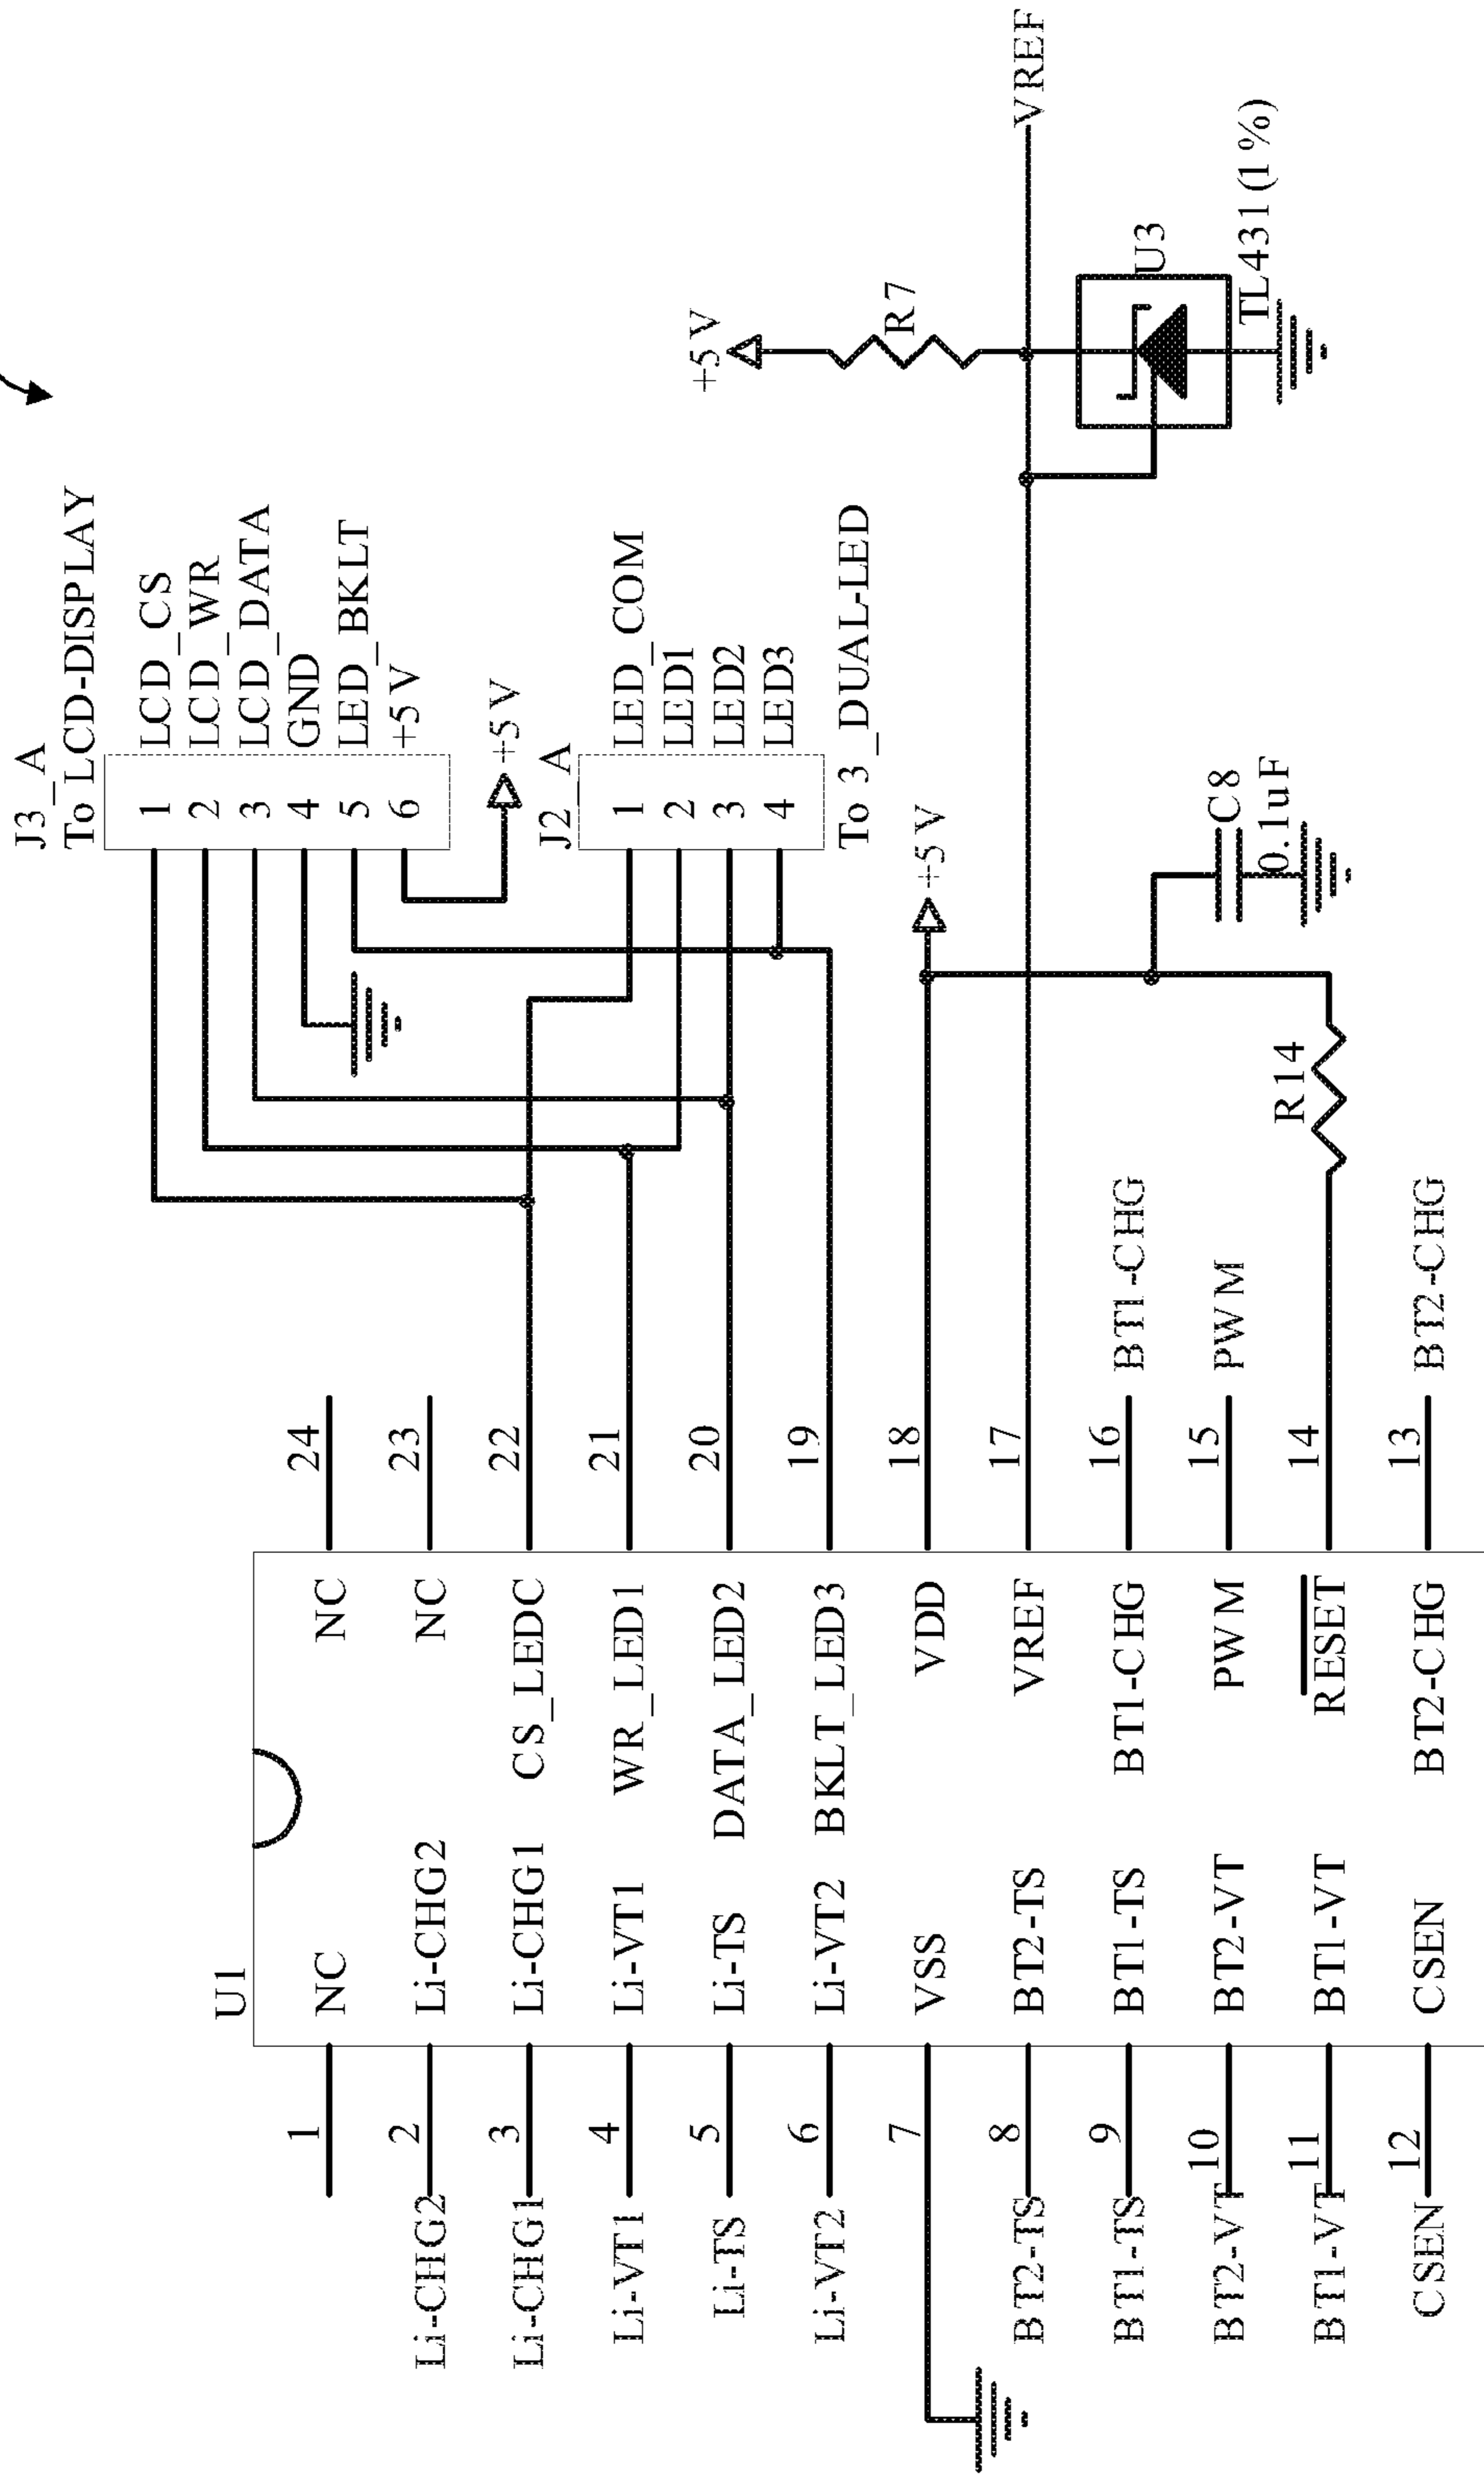 J3_A
To LCD-DISPLAY
1 LCD_CS
2 LCD_WR
3 LCD_DATA
4 GND
5 LED_BKLT
6 +5V
+5V
J2_A
1 LED_COM
2 LED1
3 LED2
4 LED3
To 3_DUAL-LED
+5V
R7
VREF
U3
TL431(1%)
+5V
C8
0.1uF
R14
U1
1 NC NC 24
Li-CHG2 2 Li-CHG2 NC 23
Li-CHG1 3 Li-CHG1 CS_LEDC 22
Li-VT1 4 Li-VT1 WR_LED1 21
Li-TS 5 Li-TS DATA_LED2 20
Li-VT2 6 Li-VT2 BKLT_LED3 19
7 VSS VDD 18
BT2-TS 8 BT2-TS VREF 17
BT1-TS 9 BT1-TS BT1-CHG 16 BT1-CHG
BT2-VT 10 BT2-VT PWM 15 PWM
BT1-VT 11 BT1-VT RESET 14
CSEN 12 CSEN BT2-CHG 13 BT2-CHG